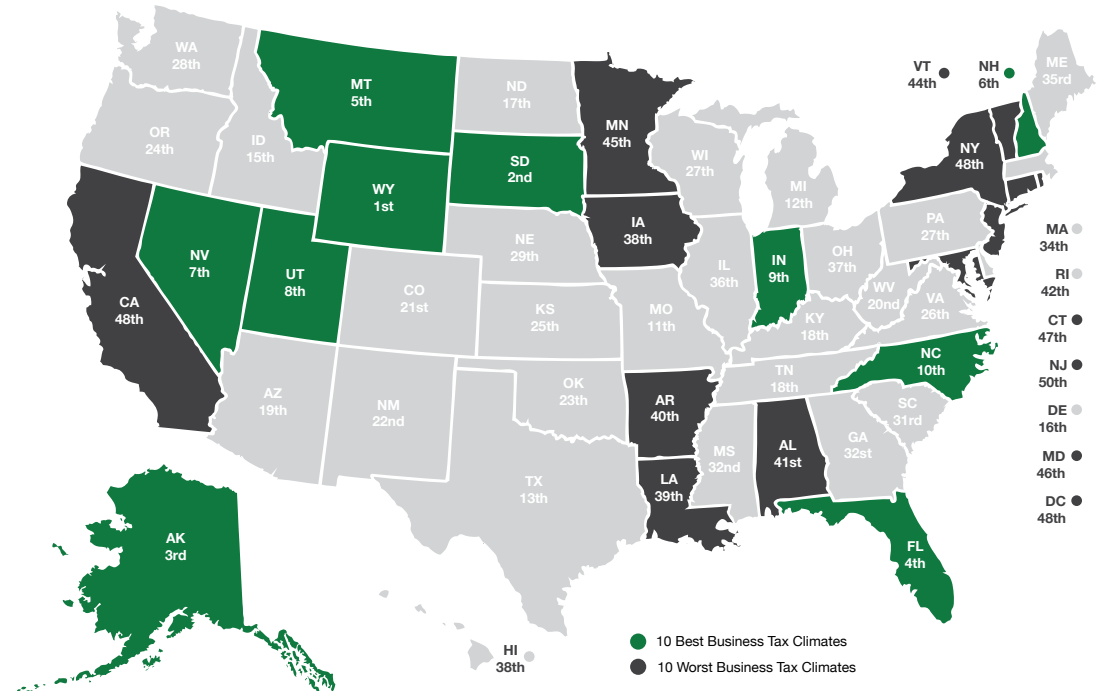 WA
28th
MT
5th
ND
17th
MN
45th
VT
44th
NH
6th
ME
35rd
OR
24th
ID
15th
SD
2nd
WI
27th
MI
12th
NY
48th
WY
1st
IA
38th
PA
27th
MA
34th
NV
7th
UT
8th
NE
29th
IL
36th
IN
9th
OH
37th
WV
20nd
VA
26th
RI
42th
CA
48th
CO
21st
KS
25th
MO
11th
KY
18th
CT
47th
NJ
50th
NC
10th
TN
18th
AZ
19th
NM
22nd
OK
23th
AR
40th
SC
31rd
DE
16th
MS
32nd
AL
41st
GA
32st
MD
46th
TX
13th
LA
39th
DC
48th
AK
3rd
FL
4th
HI
38th
10 Best Business Tax Climates
10 Worst Business Tax Climates